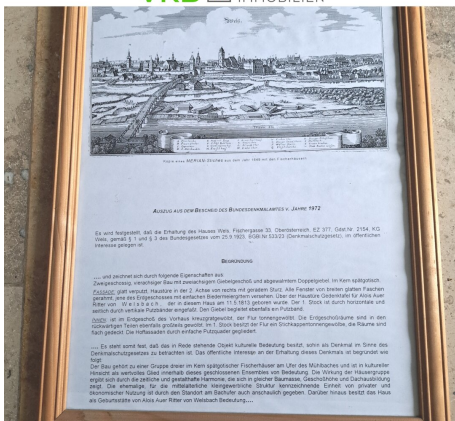 IMMOBILIEN
AUSZUG AUS DEM BESCHEID DES BUNDESDENKMALAMTES V. JAHRE 1972
Es wird festgestellt, daß die Erhaltung des Hauses Wels, Fischergasse 30, Oberösterreich, EZ 377, Gdst.Nr. 2154, KG
Wels, gemäß § 1 und § 3 des Bundesgesetzes vom 25.9.1923, BGBl.Nr 533/23 (Denkmalschutzgesetz), im öffentlichen
Interesse gelegen ist.
BEGRÜNDUNG
.... und zeichnet sich durch folgende Eigenschaften aus:
Zweigeschossig, vierachsiger Bau mit zweiachsigem Giebelgeschoß und abgewalmtem Doppelgiebel. Im Kern spätgotisch.
FASSADE: glatt verputzt, Haustüre in der 2. Achse von rechts mit geradem Sturz. Alle Fenster von breiten glatten Faschen
gerahmt, jene des Erdgeschosses mit einfachen Biedermeiergittern versehen. Über der Haustüre Gedenktafel für Alois Auer
Ritter von Welsbach, der in diesem Haus am 11.5.1813 geboren wurde. Der 1. Stock ist durch horizontale und
seitlich durch vertikale Putzbänder eingefaßt. Den Giebel begleitet ebenfalls ein Putzband.
INNEN: ist im Erdgeschoß des Vorhaus kreuzgratgewölbt, der Flur tonnengewölbt. Die Erdgeschoßräume sind in den
rückwärtigen Teilen ebenfalls großteils gewölbt. Im 1. Stock besitzt der Flur ein Stichkappentonnengewölbe, die Räume sind
flach gedeckt. Die Hoffassaden durch einfache Putzquader gegliedert.
.... Es steht somit fest, daß das in Rede stehende Objekt kulturelle Bedeutung besitzt, sohin als Denkmal im Sinne des
Denkmalschutzgesetzes zu betrachten ist. Das öffentliche Interesse an der Erhaltung dieses Denkmals ist begründet wie
folgt:
Der Bau gehört zu einer Gruppe dreier im Kern spätgotischer Fischerhäuser am Ufer des Mühlbaches und ist in kultureller
Hinsicht als wertvolles Glied innerhalb dieses geschlossenen Ensembles von Bedeutung. Die Wirkung der Häusergruppe
ergibt sich durch die zeitliche und gestalthafte Harmonie, die sich in gleicher Baumasse, Geschoßhöhe und Dachausbildung
zeigt. Die ehemalige, die mittelalterliche kleingewerbliche Struktur kennzeichnende Einheit von privater und
ökonomischer Nutzung ist durch den Standort am Bachufer auch anschaulich gegeben. Darüber hinaus besitzt das Haus
als Geburtsstätte von Alois Auer Ritter von Welsbach Bedeutung....